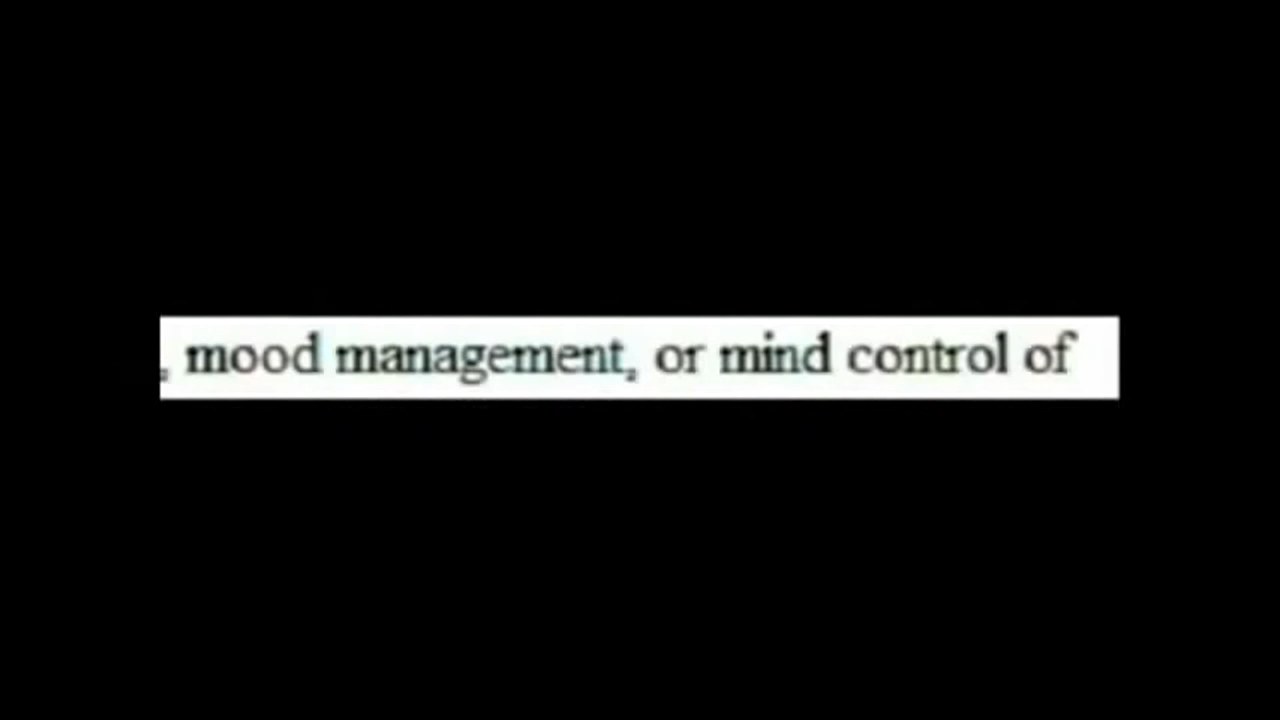 , mood management, or mind control of